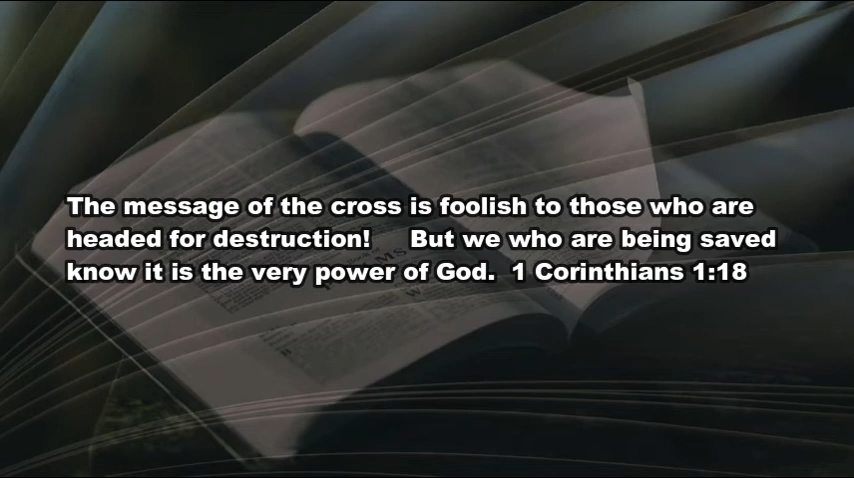 The message of the cross is foolish to those who are
headed for destruction!     But we who are being saved
know it is the very power of God.  1 Corinthians 1:18